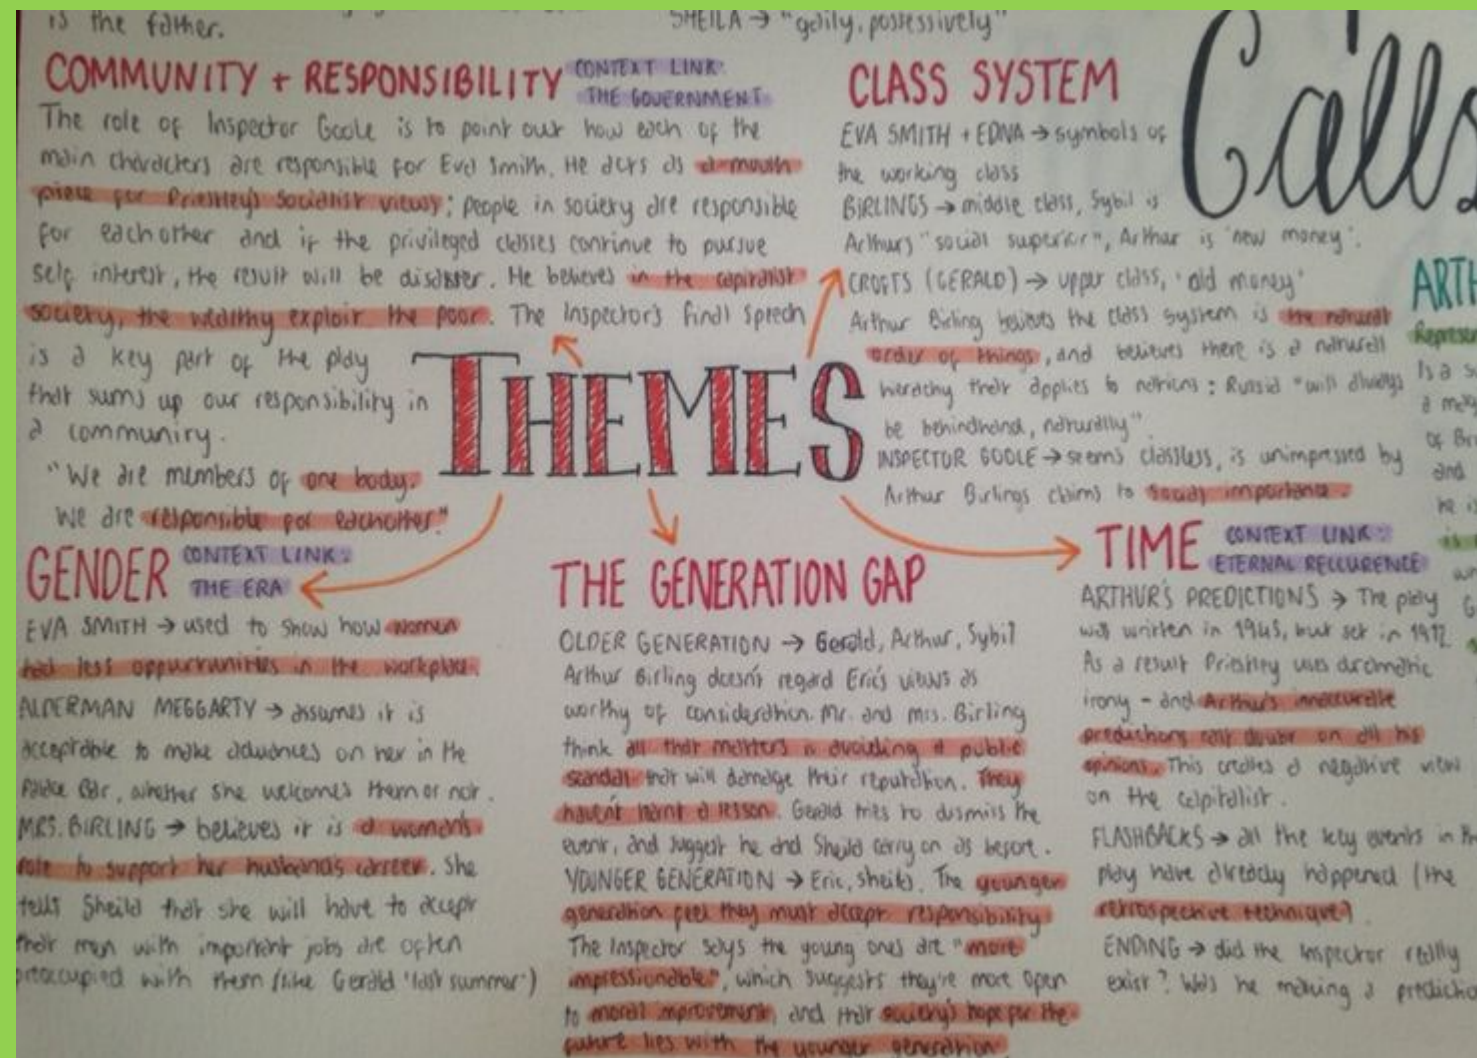 is the father.
SHEILA → "gaily, possessively"
COMMUNITY + RESPONSIBILITY
CONTEXT LINK:
THE GOVERNMENT
The role of Inspector Goole is to point out how each of the
main characters are responsible for Eva Smith. He acts as a mouth
piece for Priestley's Socialist views; people in society are responsible
for eachother and if the privileged classes continue to pursue
self interest, the result will be disaster. He believes in the capitalist
society, the wealthy exploit the poor. The Inspector's final speech
is a key part of the play
that sums up our responsibility in
a community.
"We are members of one body.
We are responsible for eachother."
CLASS SYSTEM
EVA SMITH + EDNA → symbols of
the working class
BIRLINGS → middle class, Sybil is
Arthurs "social superior", Arthur is 'new money'.
CROFTS (GERALD) → upper class, 'old money'
Arthur Birling believes the class system is the natural
order of things, and believes there is a naturall
hierachy that applies to nations: Russia "will always
be behindhand, naturally"
INSPECTOR GOOLE → seems classless, is unimpressed by
Arthur Birlings claims to social importance.
Calls
THEMES
GENDER
CONTEXT LINK:
THE ERA
EVA SMITH → used to show how women
had less oppurtunities in the workplace.
ALDERMAN MEGGARTY → assumes it is
acceptable to make advances on her in the
Palace Bar, whether she welcomes them or not.
MRS. BIRLING → believes it is a woman's
role to support her husband's career. She
tells Sheila that she will have to accept
that men with important jobs are often
preoccupied with them (like Gerald 'last summer')
THE GENERATION GAP
OLDER GENERATION → Gerald, Arthur, Sybil
Arthur Birling doesn't regard Eric's views as
worthy of consideration. Mr. and Mrs. Birling
think all that matters is avoiding a public
scandal that will damage their reputation. They
haven't learnt a lesson. Gerald tries to dismiss the
event, and suggest he and Sheila carry on as before.
YOUNGER GENERATION → Eric, Sheila. The younger
generation feel they must accept responsibility
The Inspector says the young ones are "more
impressionable", which suggests they're more open
to moral improvement, and that society's hope for the
future lies with the younger generation
TIME
CONTEXT LINK:
ETERNAL RECCURENCE
ARTHUR'S PREDICTIONS → The play
was written in 1945, but set in 1912.
As a result Priestley uses dramatic
irony - and Arthur's innaccurate
predictions cast doubt on all his
opinions. This creates a negative view
on the capitalist.
FLASHBACKS → all the key events in the
play have already happened (the
retrospective technique)
ENDING → did the Inspector really
exist? Was he making a prediction
ARTH
Represen
Is a s
of Bir
and
he is